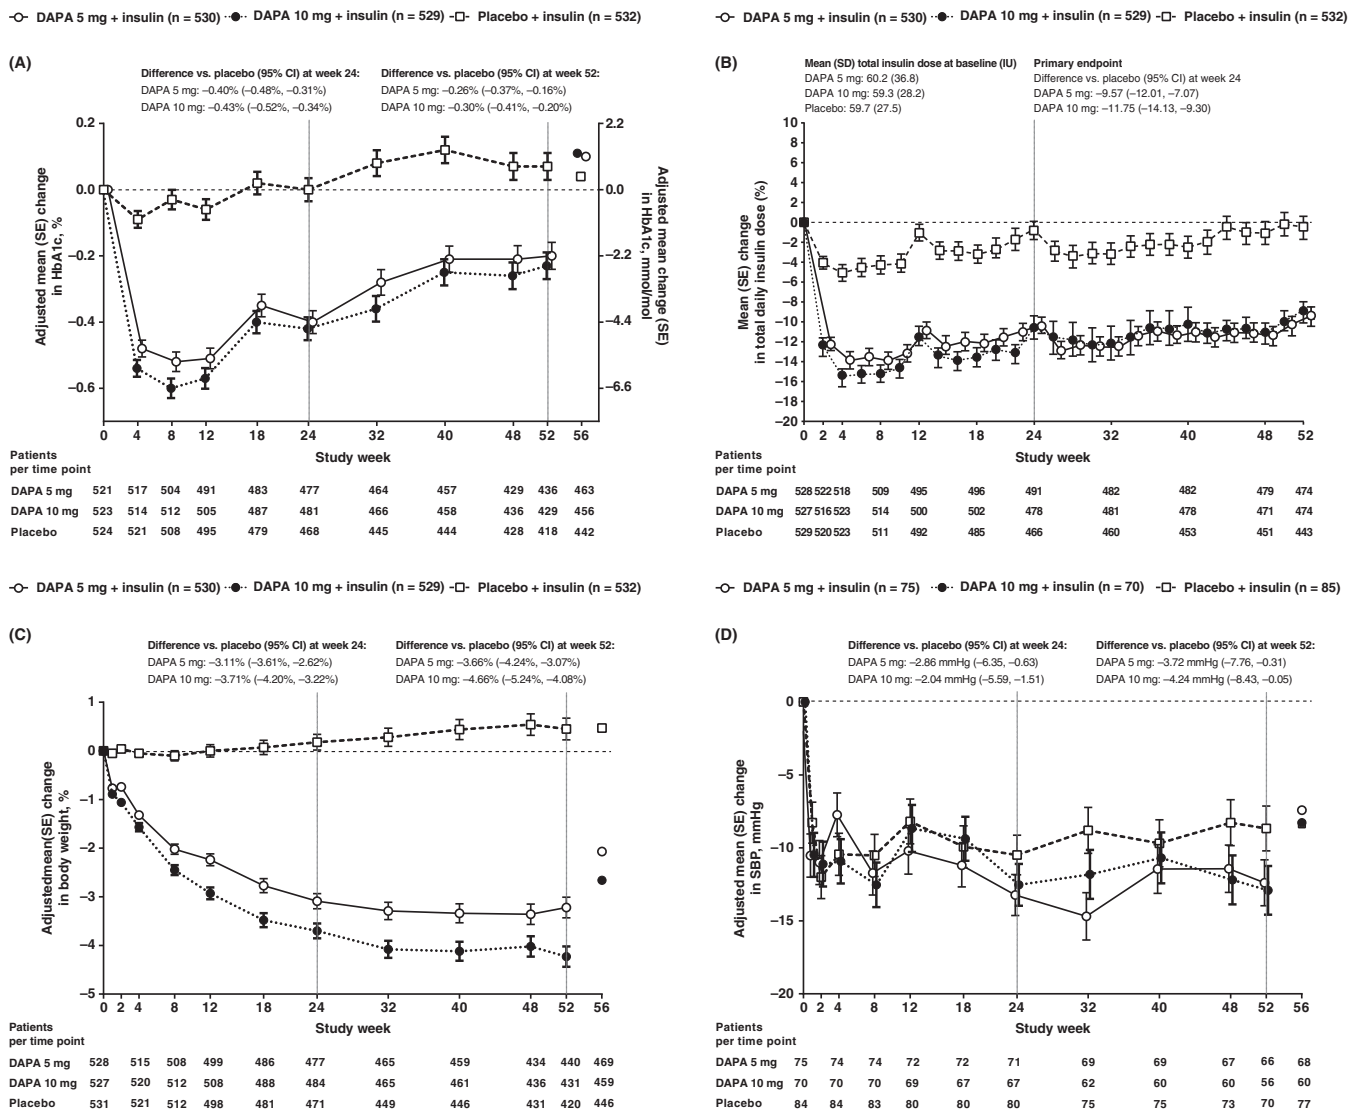 DAPA 5 mg + insulin (n = 530) DAPA 10 mg + insulin (n = 529) Placebo + insulin (n = 532)
(A)
Difference vs. placebo (95% CI) at week 24:
DAPA 5 mg: −0.40% (−0.48%, −0.31%)
DAPA 10 mg: −0.43% (−0.52%, −0.34%)
Difference vs. placebo (95% CI) at week 52:
DAPA 5 mg: −0.26% (−0.37%, −0.16%)
DAPA 10 mg: −0.30% (−0.41%, −0.20%)
Adjusted mean (SE) change
in HbA1c, %
0.2
0.0
−0.2
−0.4
−0.6
2.2
0.0
−2.2
−4.4
−6.6
Adjusted mean change (SE)
in HbA1c, mmol/mol
0 4 8 12 18 24 32 40 48 52 56
Study week
Patients
per time point
DAPA 5 mg 521 517 504 491 483 477 464 457 429 436 463
DAPA 10 mg 523 514 512 505 487 481 466 458 436 429 456
Placebo 524 521 508 495 479 468 445 444 428 418 442
DAPA 5 mg + insulin (n = 530) DAPA 10 mg + insulin (n = 529) Placebo + insulin (n = 532)
(B)
Mean (SD) total insulin dose at baseline (IU)
DAPA 5 mg: 60.2 (36.8)
DAPA 10 mg: 59.3 (28.2)
Placebo: 59.7 (27.5)
Primary endpoint
Difference vs. placebo (95% CI) at week 24
DAPA 5 mg: −9.57 (−12.01, −7.07)
DAPA 10 mg: −11.75 (−14.13, −9.30)
Mean (SE) change
in total daily insulin dose (%)
10
8
6
4
2
0
−2
−4
−6
−8
−10
−12
−14
−16
−18
−20
0 2 4 8 12 18 24 32 40 48 52
Study week
Patients
per time point
DAPA 5 mg 528 522 518 509 495 496 491 482 482 479 474
DAPA 10 mg 527 516 523 514 500 502 478 481 478 471 474
Placebo 529 520 523 511 492 485 466 460 453 451 443
DAPA 5 mg + insulin (n = 530) DAPA 10 mg + insulin (n = 529) Placebo + insulin (n = 532)
(C)
Difference vs. placebo (95% CI) at week 24:
DAPA 5 mg: −3.11% (−3.61%, −2.62%)
DAPA 10 mg: −3.71% (−4.20%, −3.22%)
Difference vs. placebo (95% CI) at week 52:
DAPA 5 mg: −3.66% (−4.24%, −3.07%)
DAPA 10 mg: −4.66% (−5.24%, −4.08%)
Adjustedmean(SE) change
in body weight, %
1
0
−1
−2
−3
−4
−5
0 2 4 8 12 18 24 32 40 48 52 56
Study week
Patients
per time point
DAPA 5 mg 528 515 508 499 486 477 465 459 434 440 469
DAPA 10 mg 527 520 512 508 488 484 465 461 436 431 459
Placebo 531 521 512 498 481 471 449 446 431 420 446
DAPA 5 mg + insulin (n = 75) DAPA 10 mg + insulin (n = 70) Placebo + insulin (n = 85)
(D)
Difference vs. placebo (95% CI) at week 24:
DAPA 5 mg: −2.86 mmHg (−6.35, −0.63)
DAPA 10 mg: −2.04 mmHg (−5.59, −1.51)
Difference vs. placebo (95% CI) at week 52:
DAPA 5 mg: −3.72 mmHg (−7.76, −0.31)
DAPA 10 mg: −4.24 mmHg (−8.43, −0.05)
Adjusted mean (SE) change
in SBP, mmHg
0
−5
−10
−15
−20
0 2 4 8 12 18 24 32 40 48 52 56
Study week
Patients
per time point
DAPA 5 mg 75 74 74 72 72 71 69 69 67 66 68
DAPA 10 mg 70 70 70 69 67 67 62 60 60 56 60
Placebo 84 84 83 80 80 80 75 75 73 70 77